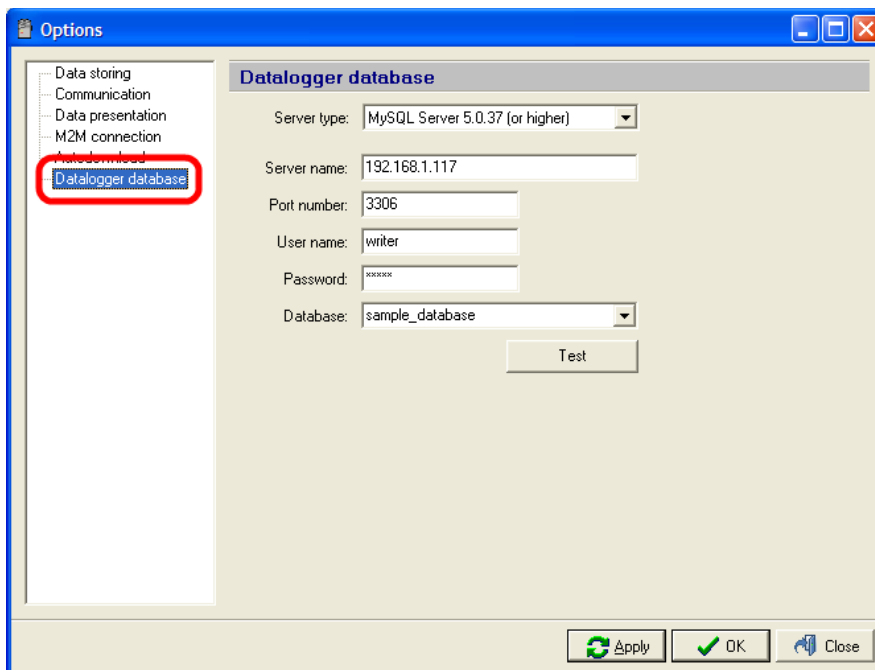 Options
Data storing
Communication
Data presentation
M2M connection
Autodownload
Datalogger database
Datalogger database
Server type: MySQL Server 5.0.37 (or higher)
Server name: 192.168.1.117
Port number: 3306
User name: writer
Password: *****
Database: sample_database
Test
Apply OK Close